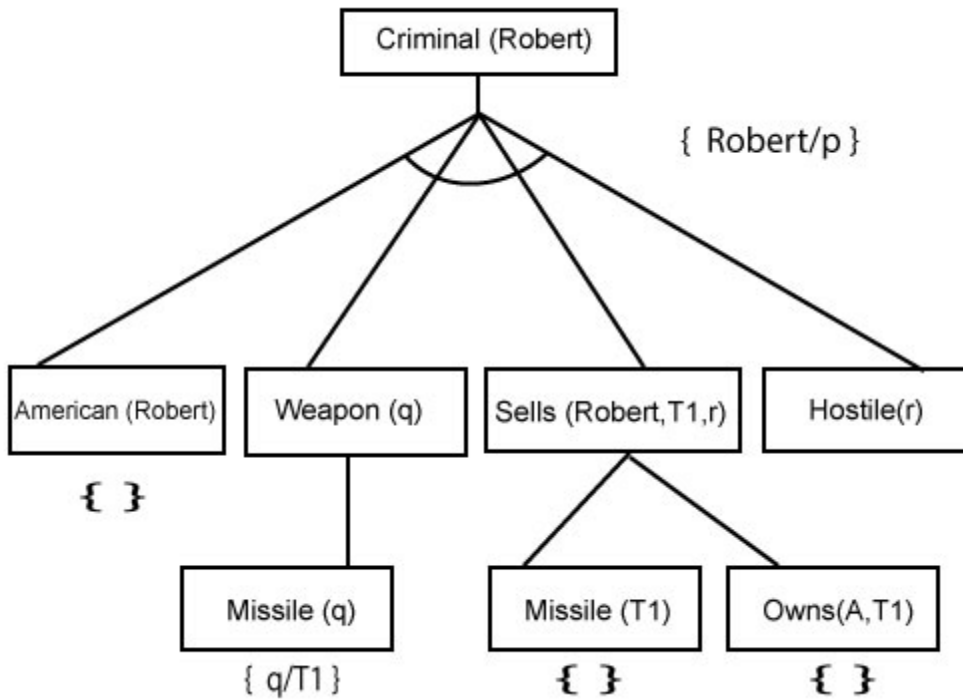 Criminal (Robert)
{ Robert/p }
American (Robert)
Weapon (q)
Sells (Robert,T1,r)
Hostile(r)
{ }
Missile (q)
Missile (T1)
Owns(A,T1)
{ q/T1 }
{ }
{ }